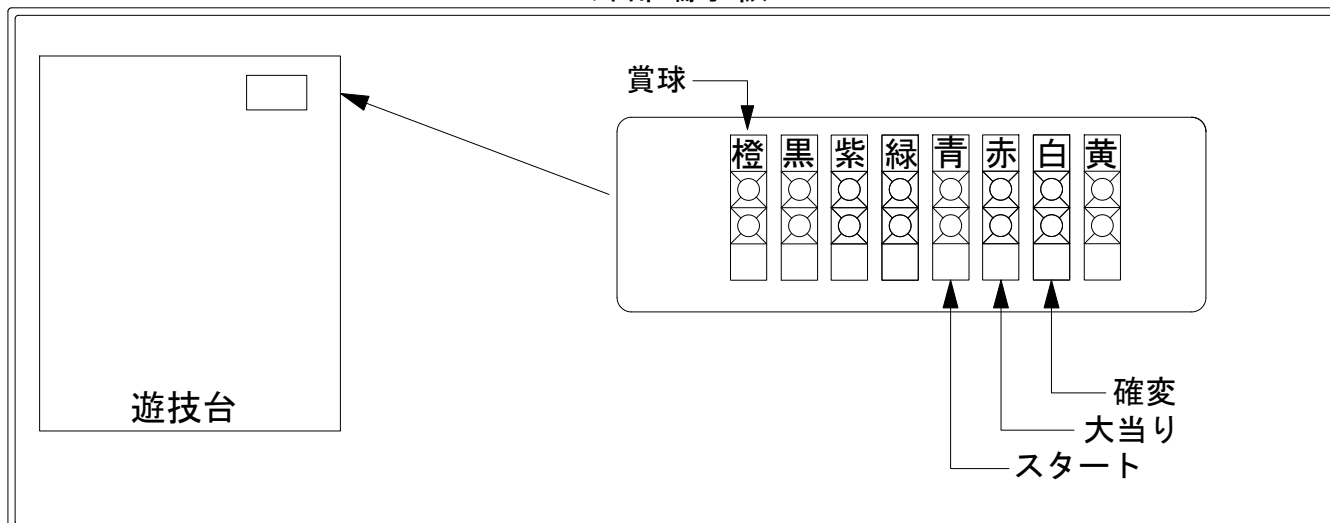 賞球
橙 黒 紫 緑 青 赤 白 黄
遊技台
確変
大当り
スタート